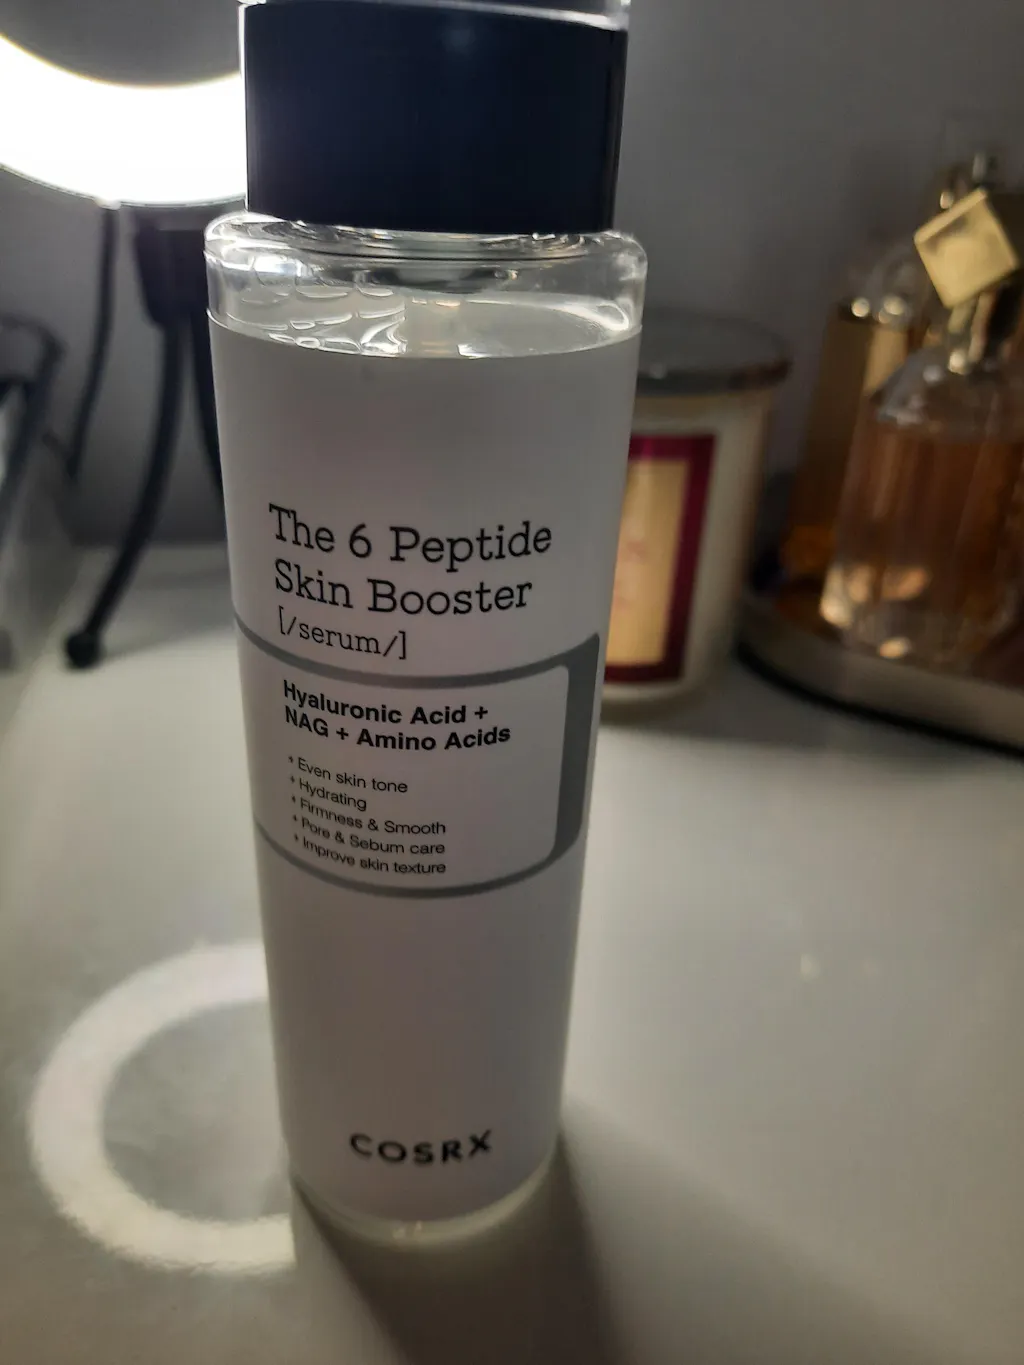 The 6 Peptide
Skin Booster
[/serum/]
Hyaluronic Acid +
NAG + Amino Acids
+ Even skin tone
+ Hydrating
+ Firmness & Smooth
+ Pore & Sebum care
+ Improve skin texture
COSRX